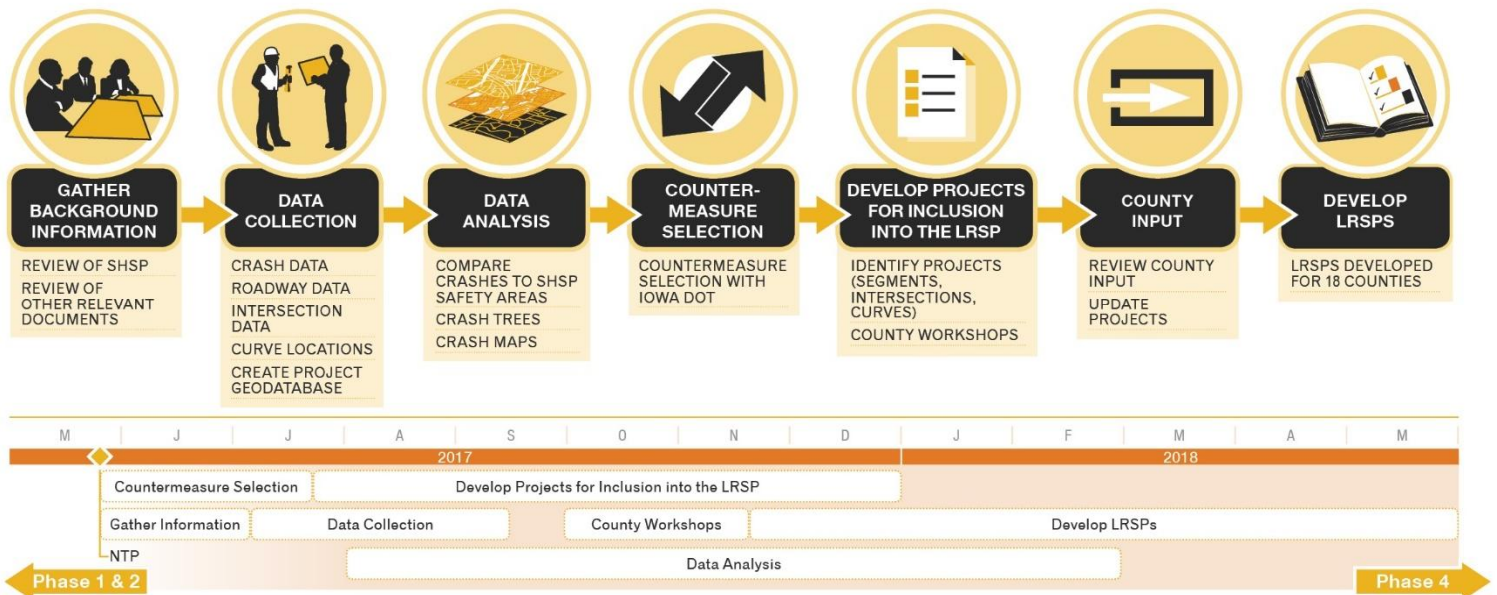 GATHER
BACKGROUND
INFORMATION
REVIEW OF SHSP
REVIEW OF
OTHER RELEVANT
DOCUMENTS
DATA
COLLECTION
CRASH DATA
ROADWAY DATA
INTERSECTION
DATA
CURVE LOCATIONS
CREATE PROJECT
GEODATABASE
DATA
ANALYSIS
COMPARE
CRASHES TO SHSP
SAFETY AREAS
CRASH TREES
CRASH MAPS
COUNTER-
MEASURE
SELECTION
COUNTERMEASURE
SELECTION WITH
IOWA DOT
DEVELOP PROJECTS
FOR INCLUSION
INTO THE LRSP
IDENTIFY PROJECTS
(SEGMENTS,
INTERSECTIONS,
CURVES)
COUNTY WORKSHOPS
COUNTY
INPUT
REVIEW COUNTY
INPUT
UPDATE
PROJECTS
DEVELOP
LRSPS
LRSPS DEVELOPED
FOR 18 COUNTIES
M J J A S O N D J F M A M
2017 2018
Countermeasure Selection Develop Projects for Inclusion into the LRSP
Gather Information Data Collection County Workshops Develop LRSPs
NTP Data Analysis
Phase 1 & 2 Phase 4